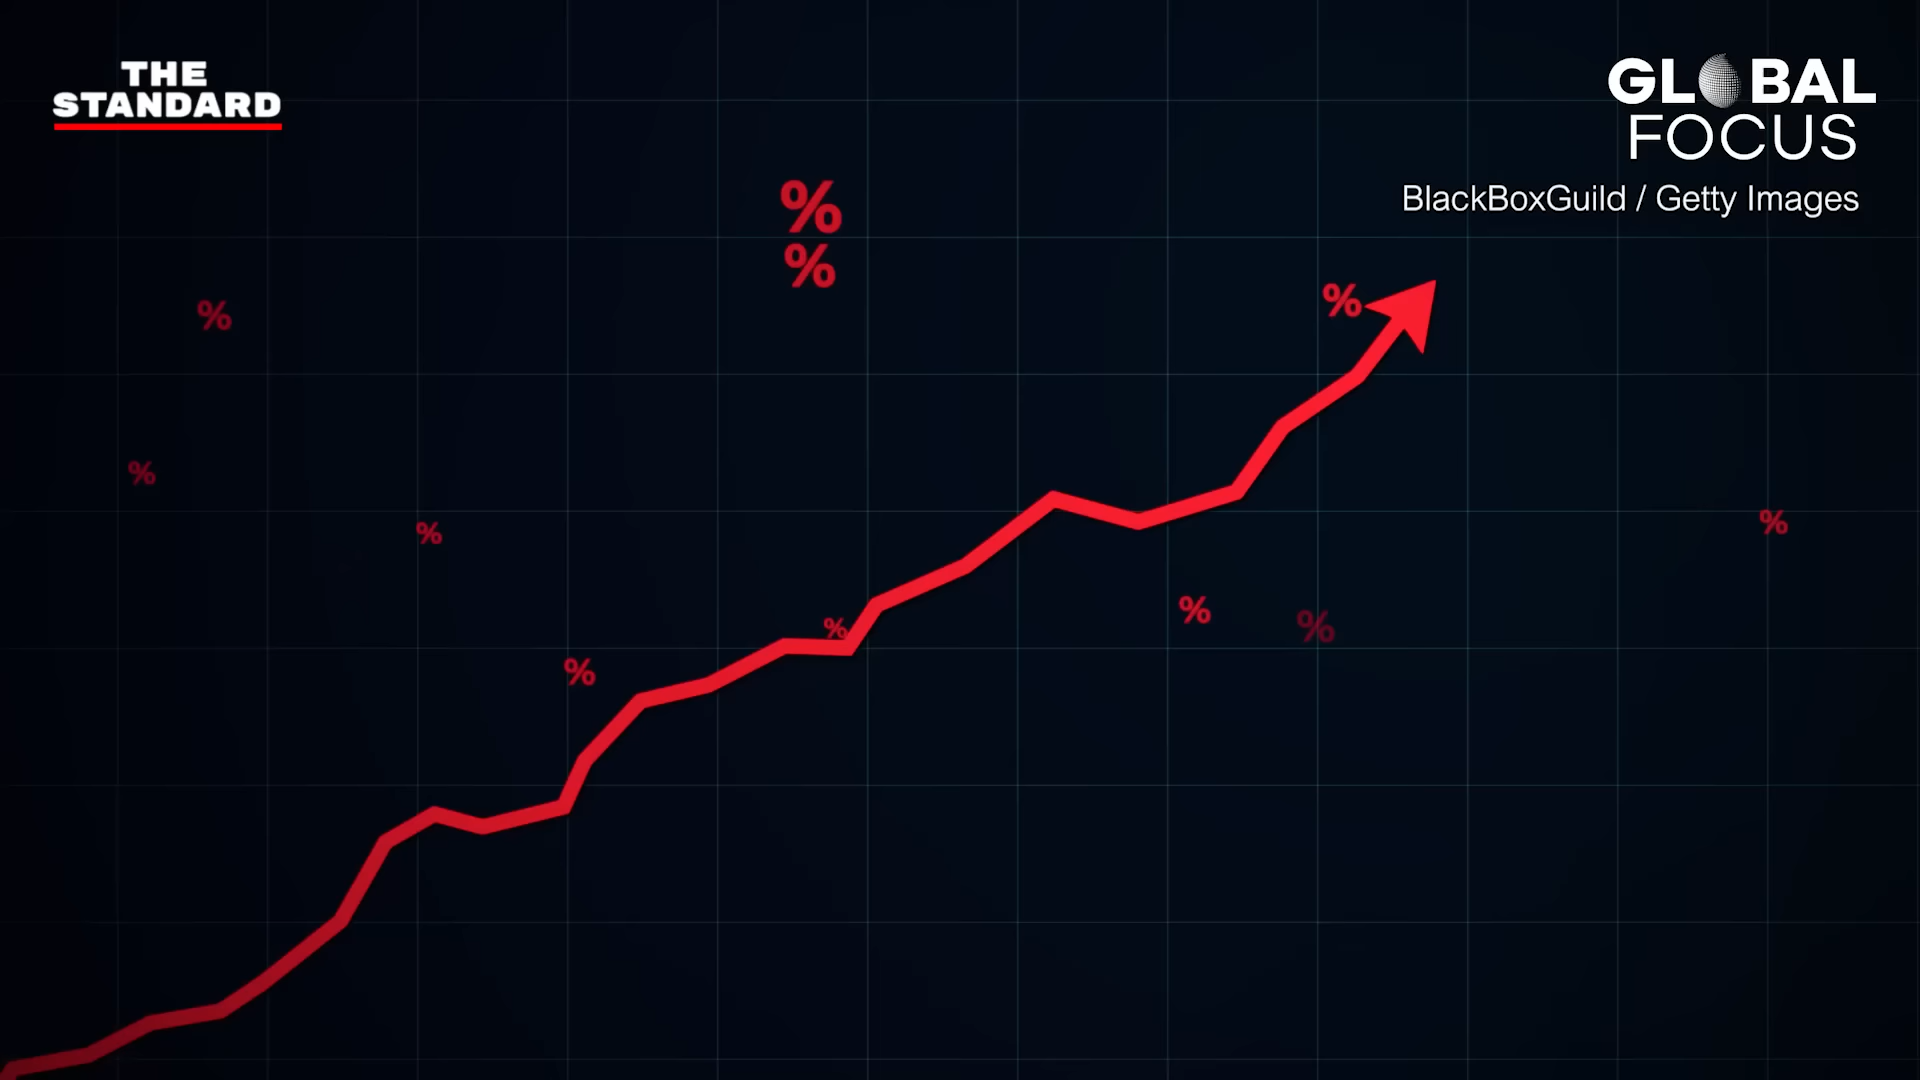 THE
STANDARD
GLOBAL
FOCUS
BlackBoxGuild / Getty Images
%
%
%
%
%
%
%
%
%
%
%